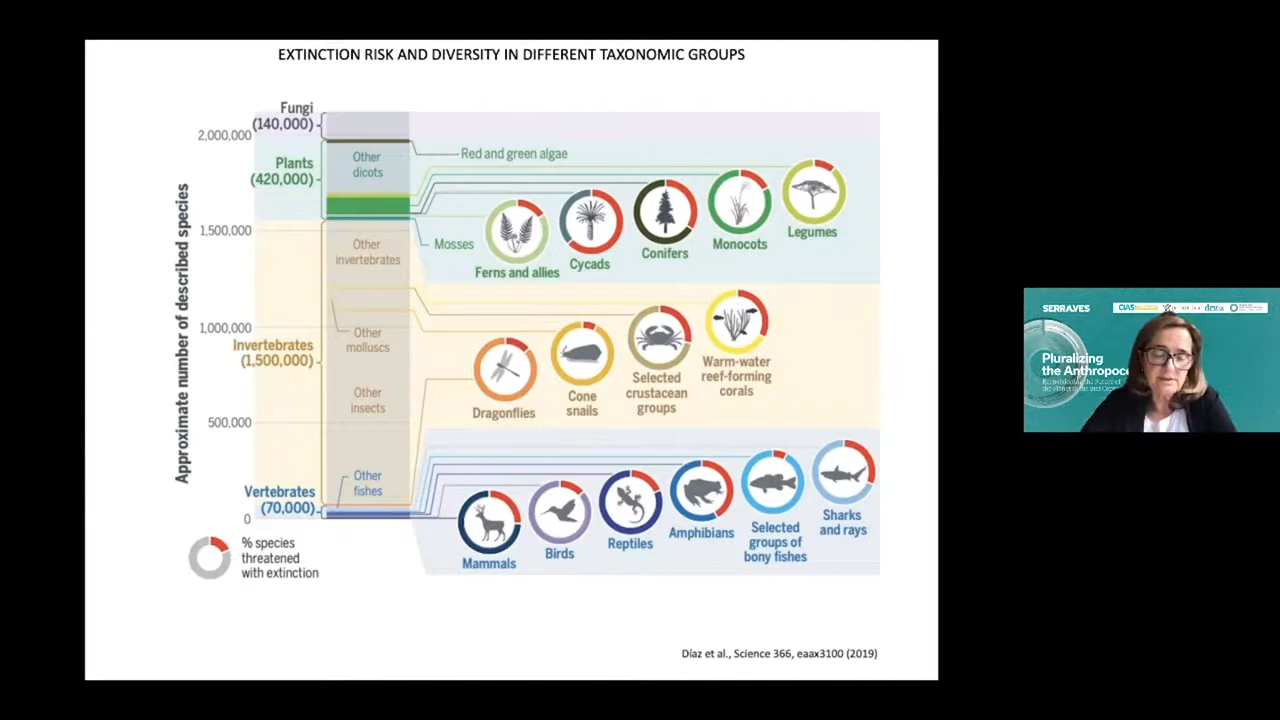 EXTINCTION RISK AND DIVERSITY IN DIFFERENT TAXONOMIC GROUPS
Approximate number of described species
Fungi
(140,000)
2,000,000
Plants
(420,000)
1,500,000
1,000,000
Invertebrates
(1,500,000)
500,000
Vertebrates
(70,000)
0
Other
dicots
Other
invertebrates
Other
molluscs
Other
insects
Other
fishes
Red and green algae
Mosses
Ferns and allies
Cycads
Conifers
Monocots
Legumes
Dragonflies
Cone
snails
Selected
crustacean
groups
Warm-water
reef-forming
corals
Mammals
Birds
Reptiles
Amphibians
Selected
groups of
bony fishes
Sharks
and rays
% species
threatened
with extinction
Díaz et al., Science 366, eaax3100 (2019)
SERRALVES
CIAS
Pluralizing
the Anthropoce